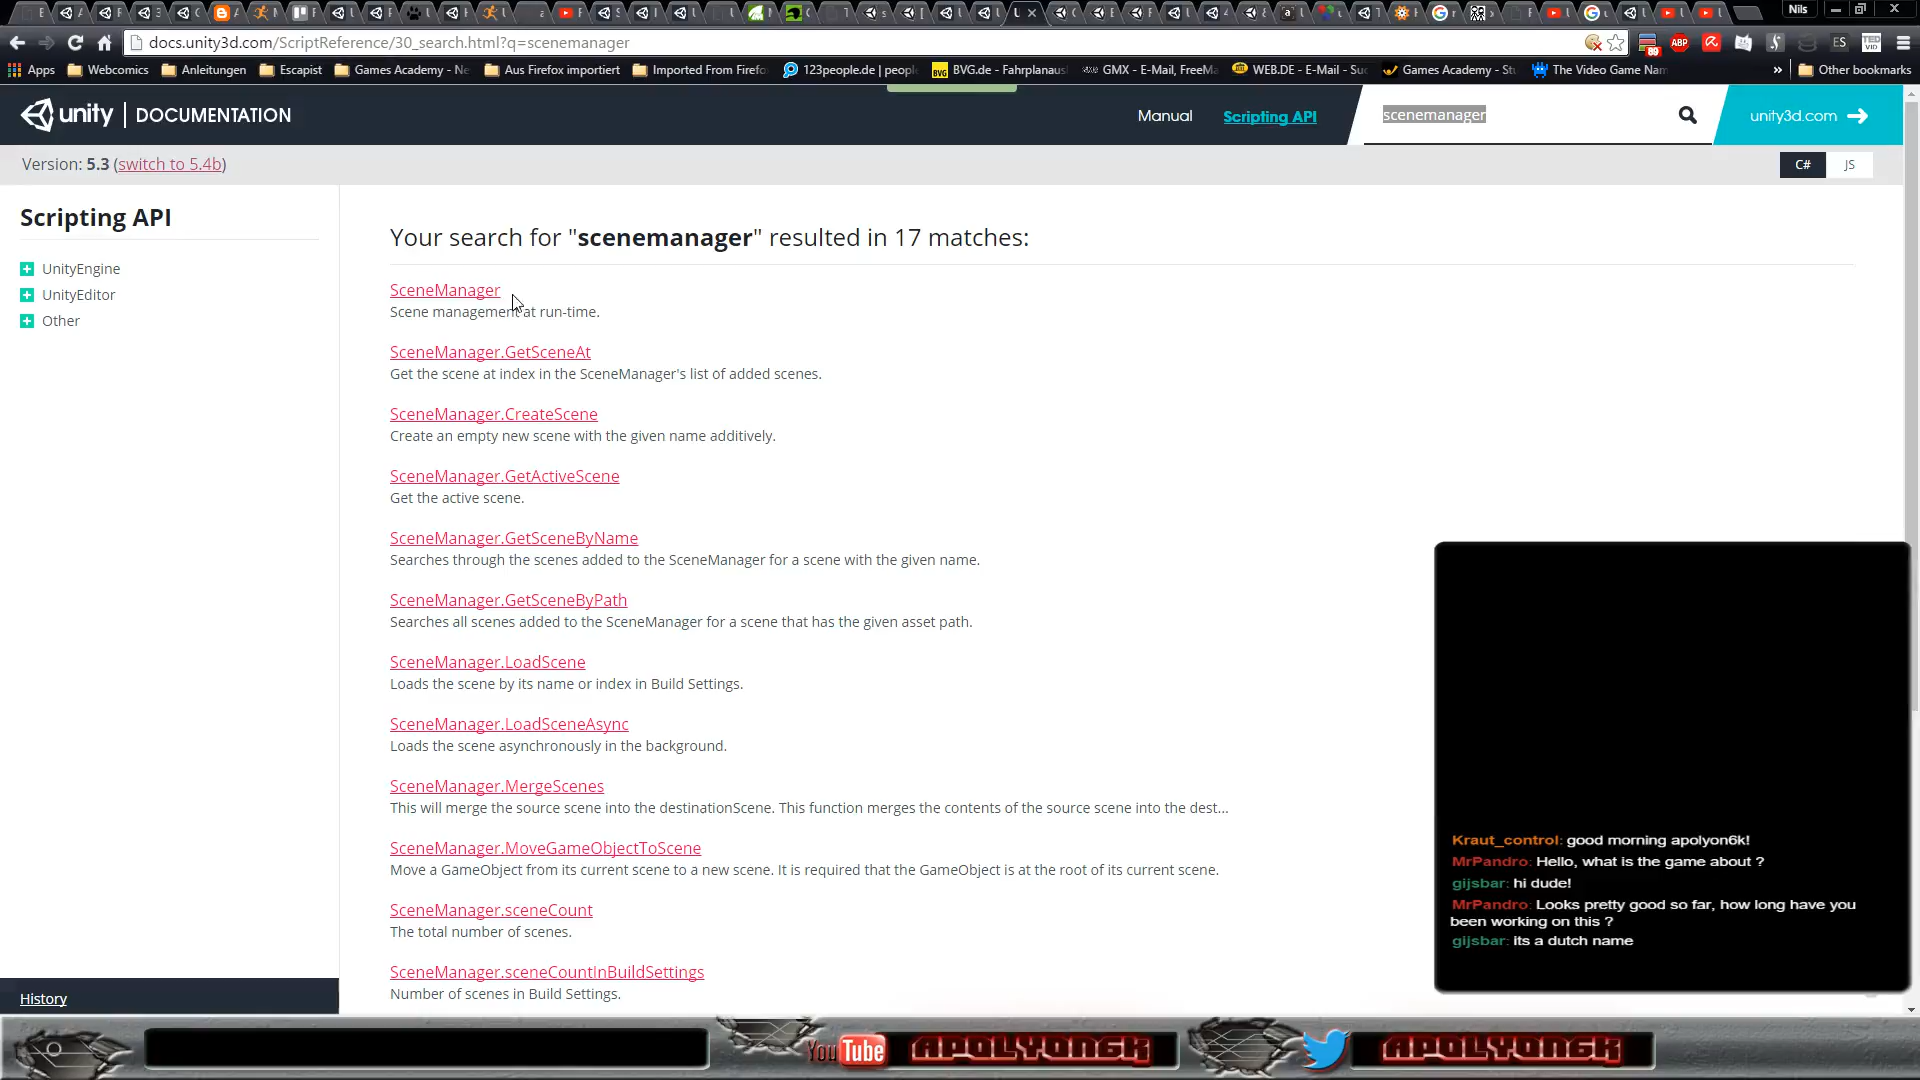 Nils
docs.unity3d.com/ScriptReference/30_search.html?q=scenemanager
89 ABP ES TED VID
Apps Webcomics Anleitungen Escapist Games Academy - Ne Aus Firefox importiert Imported From Firefo 123people.de | peopl BVG.de - Fahrplanaus GMX - E-Mail, FreeMa WEB.DE - E-Mail - Suc Games Academy - Stu The Video Game Nam » Other bookmarks
unity | DOCUMENTATION
Manual Scripting API scenemanager unity3d.com
Version: 5.3 (switch to 5.4b)
C# JS
Scripting API
UnityEngine
UnityEditor
Other
History
Your search for "scenemanager" resulted in 17 matches:
SceneManager
Scene management at run-time.
SceneManager.GetSceneAt
Get the scene at index in the SceneManager's list of added scenes.
SceneManager.CreateScene
Create an empty new scene with the given name additively.
SceneManager.GetActiveScene
Get the active scene.
SceneManager.GetSceneByName
Searches through the scenes added to the SceneManager for a scene with the given name.
SceneManager.GetSceneByPath
Searches all scenes added to the SceneManager for a scene that has the given asset path.
SceneManager.LoadScene
Loads the scene by its name or index in Build Settings.
SceneManager.LoadSceneAsync
Loads the scene asynchronously in the background.
SceneManager.MergeScenes
This will merge the source scene into the destinationScene. This function merges the contents of the source scene into the dest...
SceneManager.MoveGameObjectToScene
Move a GameObject from its current scene to a new scene. It is required that the GameObject is at the root of its current scene.
SceneManager.sceneCount
The total number of scenes.
SceneManager.sceneCountInBuildSettings
Number of scenes in Build Settings.
Kraut_control: good morning apolyon6k!
MrPandro: Hello, what is the game about ?
gijsbar: hi dude!
MrPandro: Looks pretty good so far, how long have you
been working on this ?
gijsbar: its a dutch name
YouTube APOLYON6K APOLYON6K